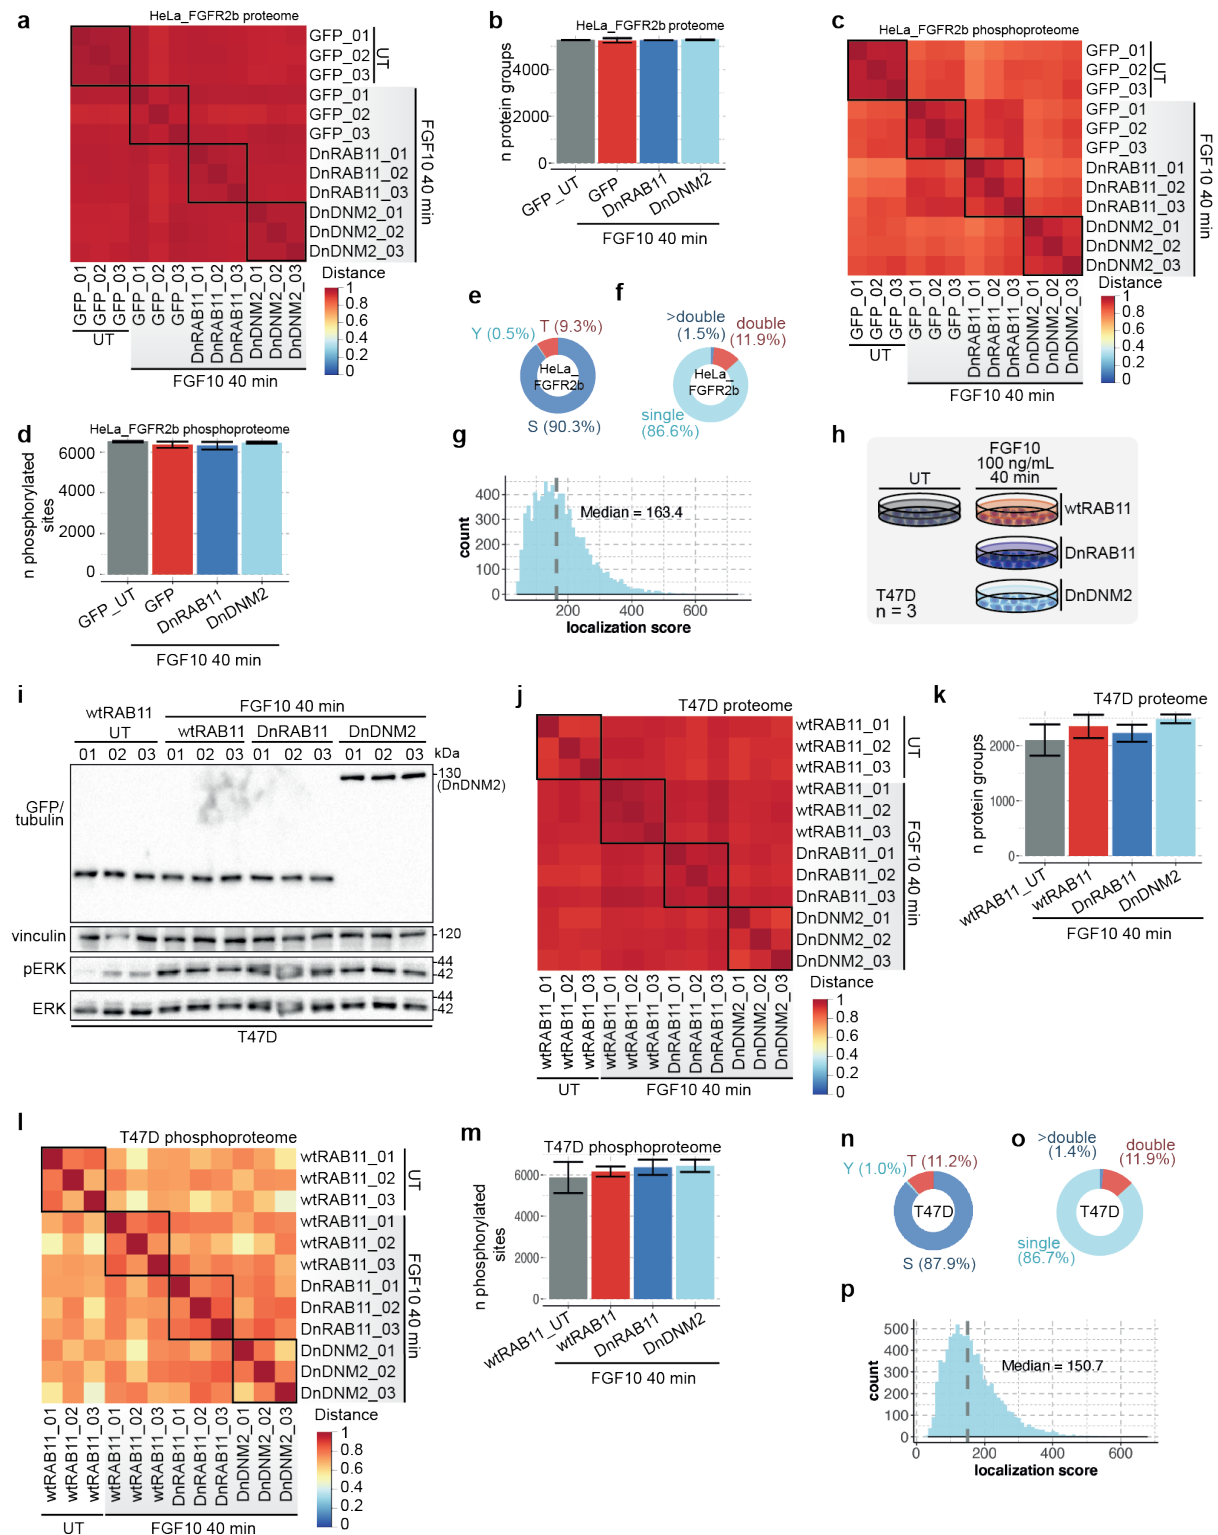 a
HeLa_FGFR2b proteome
GFP_01
GFP_02
GFP_03
UT
GFP_01
GFP_02
GFP_03
DnRAB11_01
DnRAB11_02
DnRAB11_03
DnDNM2_01
DnDNM2_02
DnDNM2_03
FGF10 40 min
GFP_01
GFP_02
GFP_03
GFP_01
GFP_02
GFP_03
DnRAB11_01
DnRAB11_02
DnRAB11_03
DnDNM2_01
DnDNM2_02
DnDNM2_03
UT
FGF10 40 min
Distance
1
0.8
0.6
0.4
0.2
0
b
HeLa_FGFR2b proteome
n protein groups
4000
2000
0
GFP_UT
GFP
DnRAB11
DnDNM2
FGF10 40 min
c
HeLa_FGFR2b phosphoproteome
GFP_01
GFP_02
GFP_03
UT
GFP_01
GFP_02
GFP_03
DnRAB11_01
DnRAB11_02
DnRAB11_03
DnDNM2_01
DnDNM2_02
DnDNM2_03
FGF10 40 min
GFP_01
GFP_02
GFP_03
GFP_01
GFP_02
GFP_03
DnRAB11_01
DnRAB11_02
DnRAB11_03
DnDNM2_01
DnDNM2_02
DnDNM2_03
UT
FGF10 40 min
Distance
1
0.8
0.6
0.4
0.2
0
d
HeLa_FGFR2b phosphoproteome
n phosphorylated
sites
6000
4000
2000
0
GFP_UT
GFP
DnRAB11
DnDNM2
FGF10 40 min
e
Y (0.5%)
T (9.3%)
HeLa_
FGFR2b
S (90.3%)
f
>double
(1.5%)
double
(11.9%)
HeLa_
FGFR2b
single
(86.6%)
g
count
400
300
200
100
0
Median = 163.4
200
400
600
localization score
h
UT
FGF10
100 ng/mL
40 min
wtRAB11
DnRAB11
DnDNM2
T47D
n = 3
i
wtRAB11
UT
FGF10 40 min
wtRAB11
DnRAB11
DnDNM2
01 02 03 01 02 03 01 02 03 01 02 03
kDa
GFP/
tubulin
130
(DnDNM2)
vinculin
120
pERK
44
42
ERK
44
42
T47D
j
T47D proteome
wtRAB11_01
wtRAB11_02
wtRAB11_03
UT
wtRAB11_01
wtRAB11_02
wtRAB11_03
DnRAB11_01
DnRAB11_02
DnRAB11_03
DnDNM2_01
DnDNM2_02
DnDNM2_03
FGF10 40 min
wtRAB11_01
wtRAB11_02
wtRAB11_03
wtRAB11_01
wtRAB11_02
wtRAB11_03
DnRAB11_01
DnRAB11_02
DnRAB11_03
DnDNM2_01
DnDNM2_02
DnDNM2_03
UT
FGF10 40 min
Distance
1
0.8
0.6
0.4
0.2
0
k
T47D proteome
n protein groups
2000
1000
0
wtRAB11_UT
wtRAB11
DnRAB11
DnDNM2
FGF10 40 min
l
T47D phosphoproteome
wtRAB11_01
wtRAB11_02
wtRAB11_03
UT
wtRAB11_01
wtRAB11_02
wtRAB11_03
DnRAB11_01
DnRAB11_02
DnRAB11_03
DnDNM2_01
DnDNM2_02
DnDNM2_03
FGF10 40 min
wtRAB11_01
wtRAB11_02
wtRAB11_03
wtRAB11_01
wtRAB11_02
wtRAB11_03
DnRAB11_01
DnRAB11_02
DnRAB11_03
DnDNM2_01
DnDNM2_02
DnDNM2_03
UT
FGF10 40 min
Distance
1
0.8
0.6
0.4
0.2
0
m
T47D phosphoproteome
n phosphorylated
sites
6000
4000
2000
0
wtRAB11_UT
wtRAB11
DnRAB11
DnDNM2
FGF10 40 min
n
Y (1.0%)
T (11.2%)
T47D
S (87.9%)
o
>double
(1.4%)
double
(11.9%)
T47D
single
(86.7%)
p
count
500
400
300
200
100
0
Median = 150.7
0
200
400
600
localization score